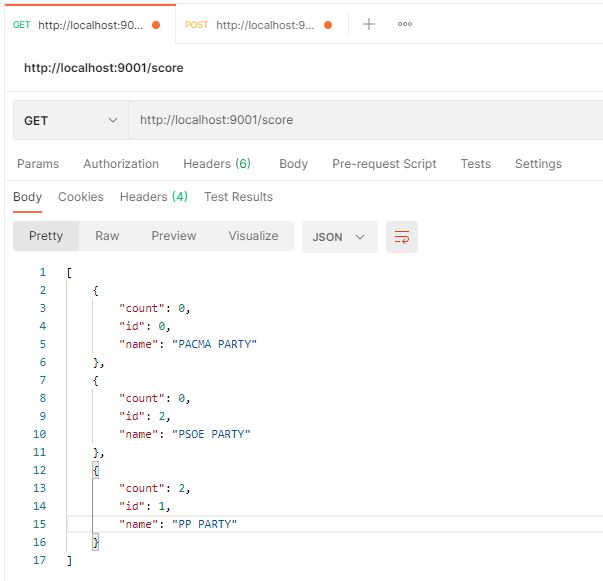 GET http://localhost:90... POST http://localhost:9...
http://localhost:9001/score
GET http://localhost:9001/score
Params Authorization Headers (6) Body Pre-request Script Tests Settings
Body Cookies Headers (4) Test Results
Pretty Raw Preview Visualize JSON
1 [
2 {
3 "count": 0,
4 "id": 0,
5 "name": "PACMA PARTY"
6 },
7 {
8 "count": 0,
9 "id": 2,
10 "name": "PSOE PARTY"
11 },
12 {
13 "count": 2,
14 "id": 1,
15 "name": "PP PARTY"
16 }
17 ]